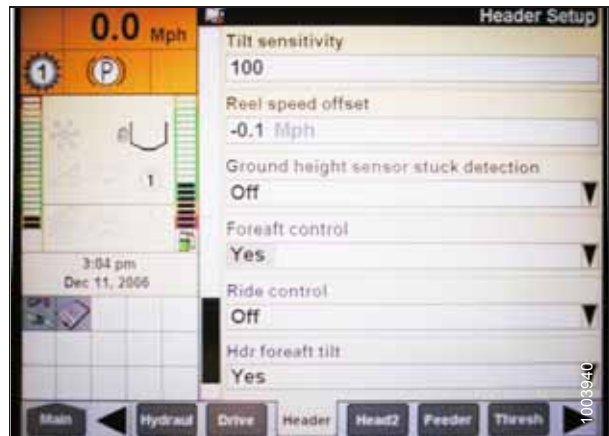 0.0 Mph
Header Setup
1
P
Tilt sensitivity
100
Reel speed offset
-0.1 Mph
Ground height sensor stuck detection
Off
1
Foreaft control
Yes
3:04 pm
Dec 11, 2006
Ride control
Off
GPS
Hdr foreaft tilt
Yes
1003940
Main
Hydraul
Drive
Header
Head2
Feeder
Thresh